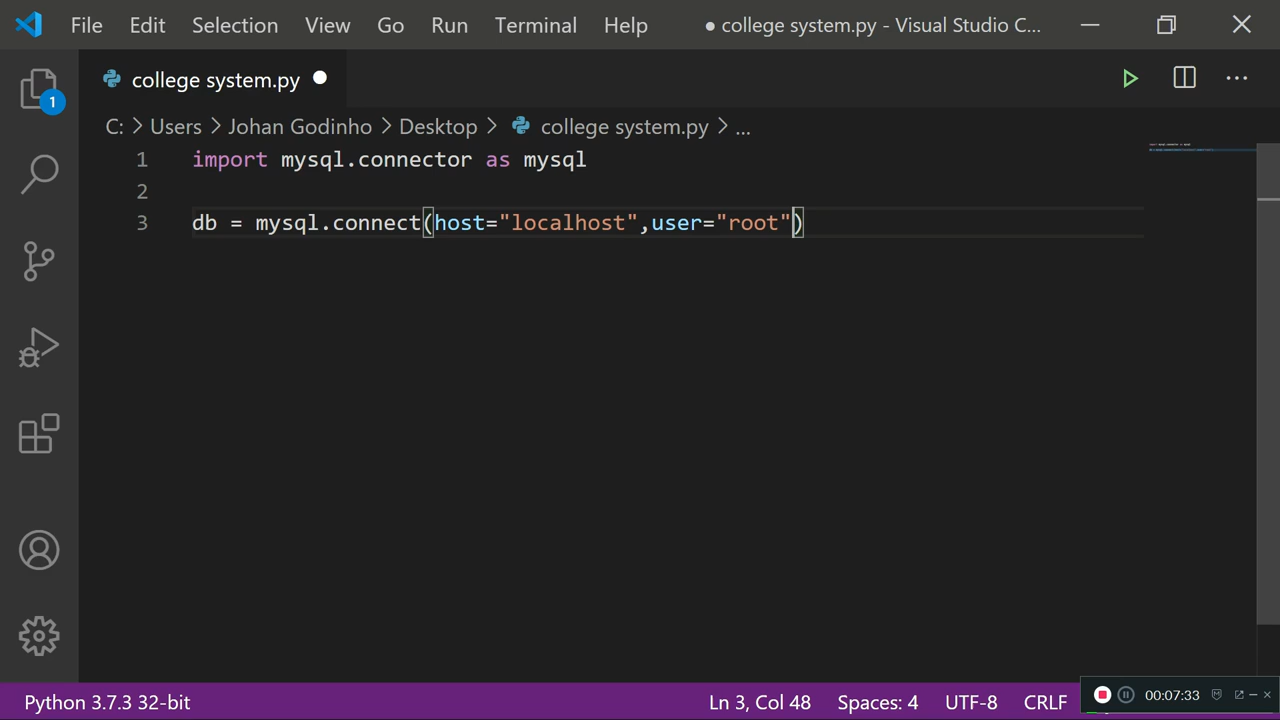 File Edit Selection View Go Run Terminal Help ● college system.py - Visual Studio C...
college system.py
1
C: > Users > Johan Godinho > Desktop > college system.py > ...
1 import mysql.connector as mysql
2
3 db = mysql.connect(host="localhost",user="root")
Python 3.7.3 32-bit Ln 3, Col 48 Spaces: 4 UTF-8 CRLF 00:07:33